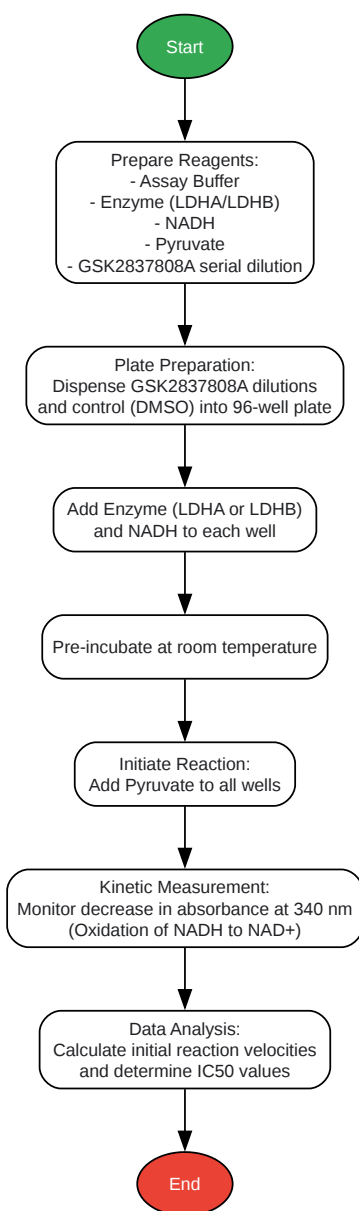 Start
Prepare Reagents:
- Assay Buffer
- Enzyme (LDHA/LDHB)
- NADH
- Pyruvate
- GSK2837808A serial dilution
Plate Preparation:
Dispense GSK2837808A dilutions
and control (DMSO) into 96-well plate
Add Enzyme (LDHA or LDHB)
and NADH to each well
Pre-incubate at room temperature
Initiate Reaction:
Add Pyruvate to all wells
Kinetic Measurement:
Monitor decrease in absorbance at 340 nm
(Oxidation of NADH to NAD+)
Data Analysis:
Calculate initial reaction velocities
and determine IC50 values
End